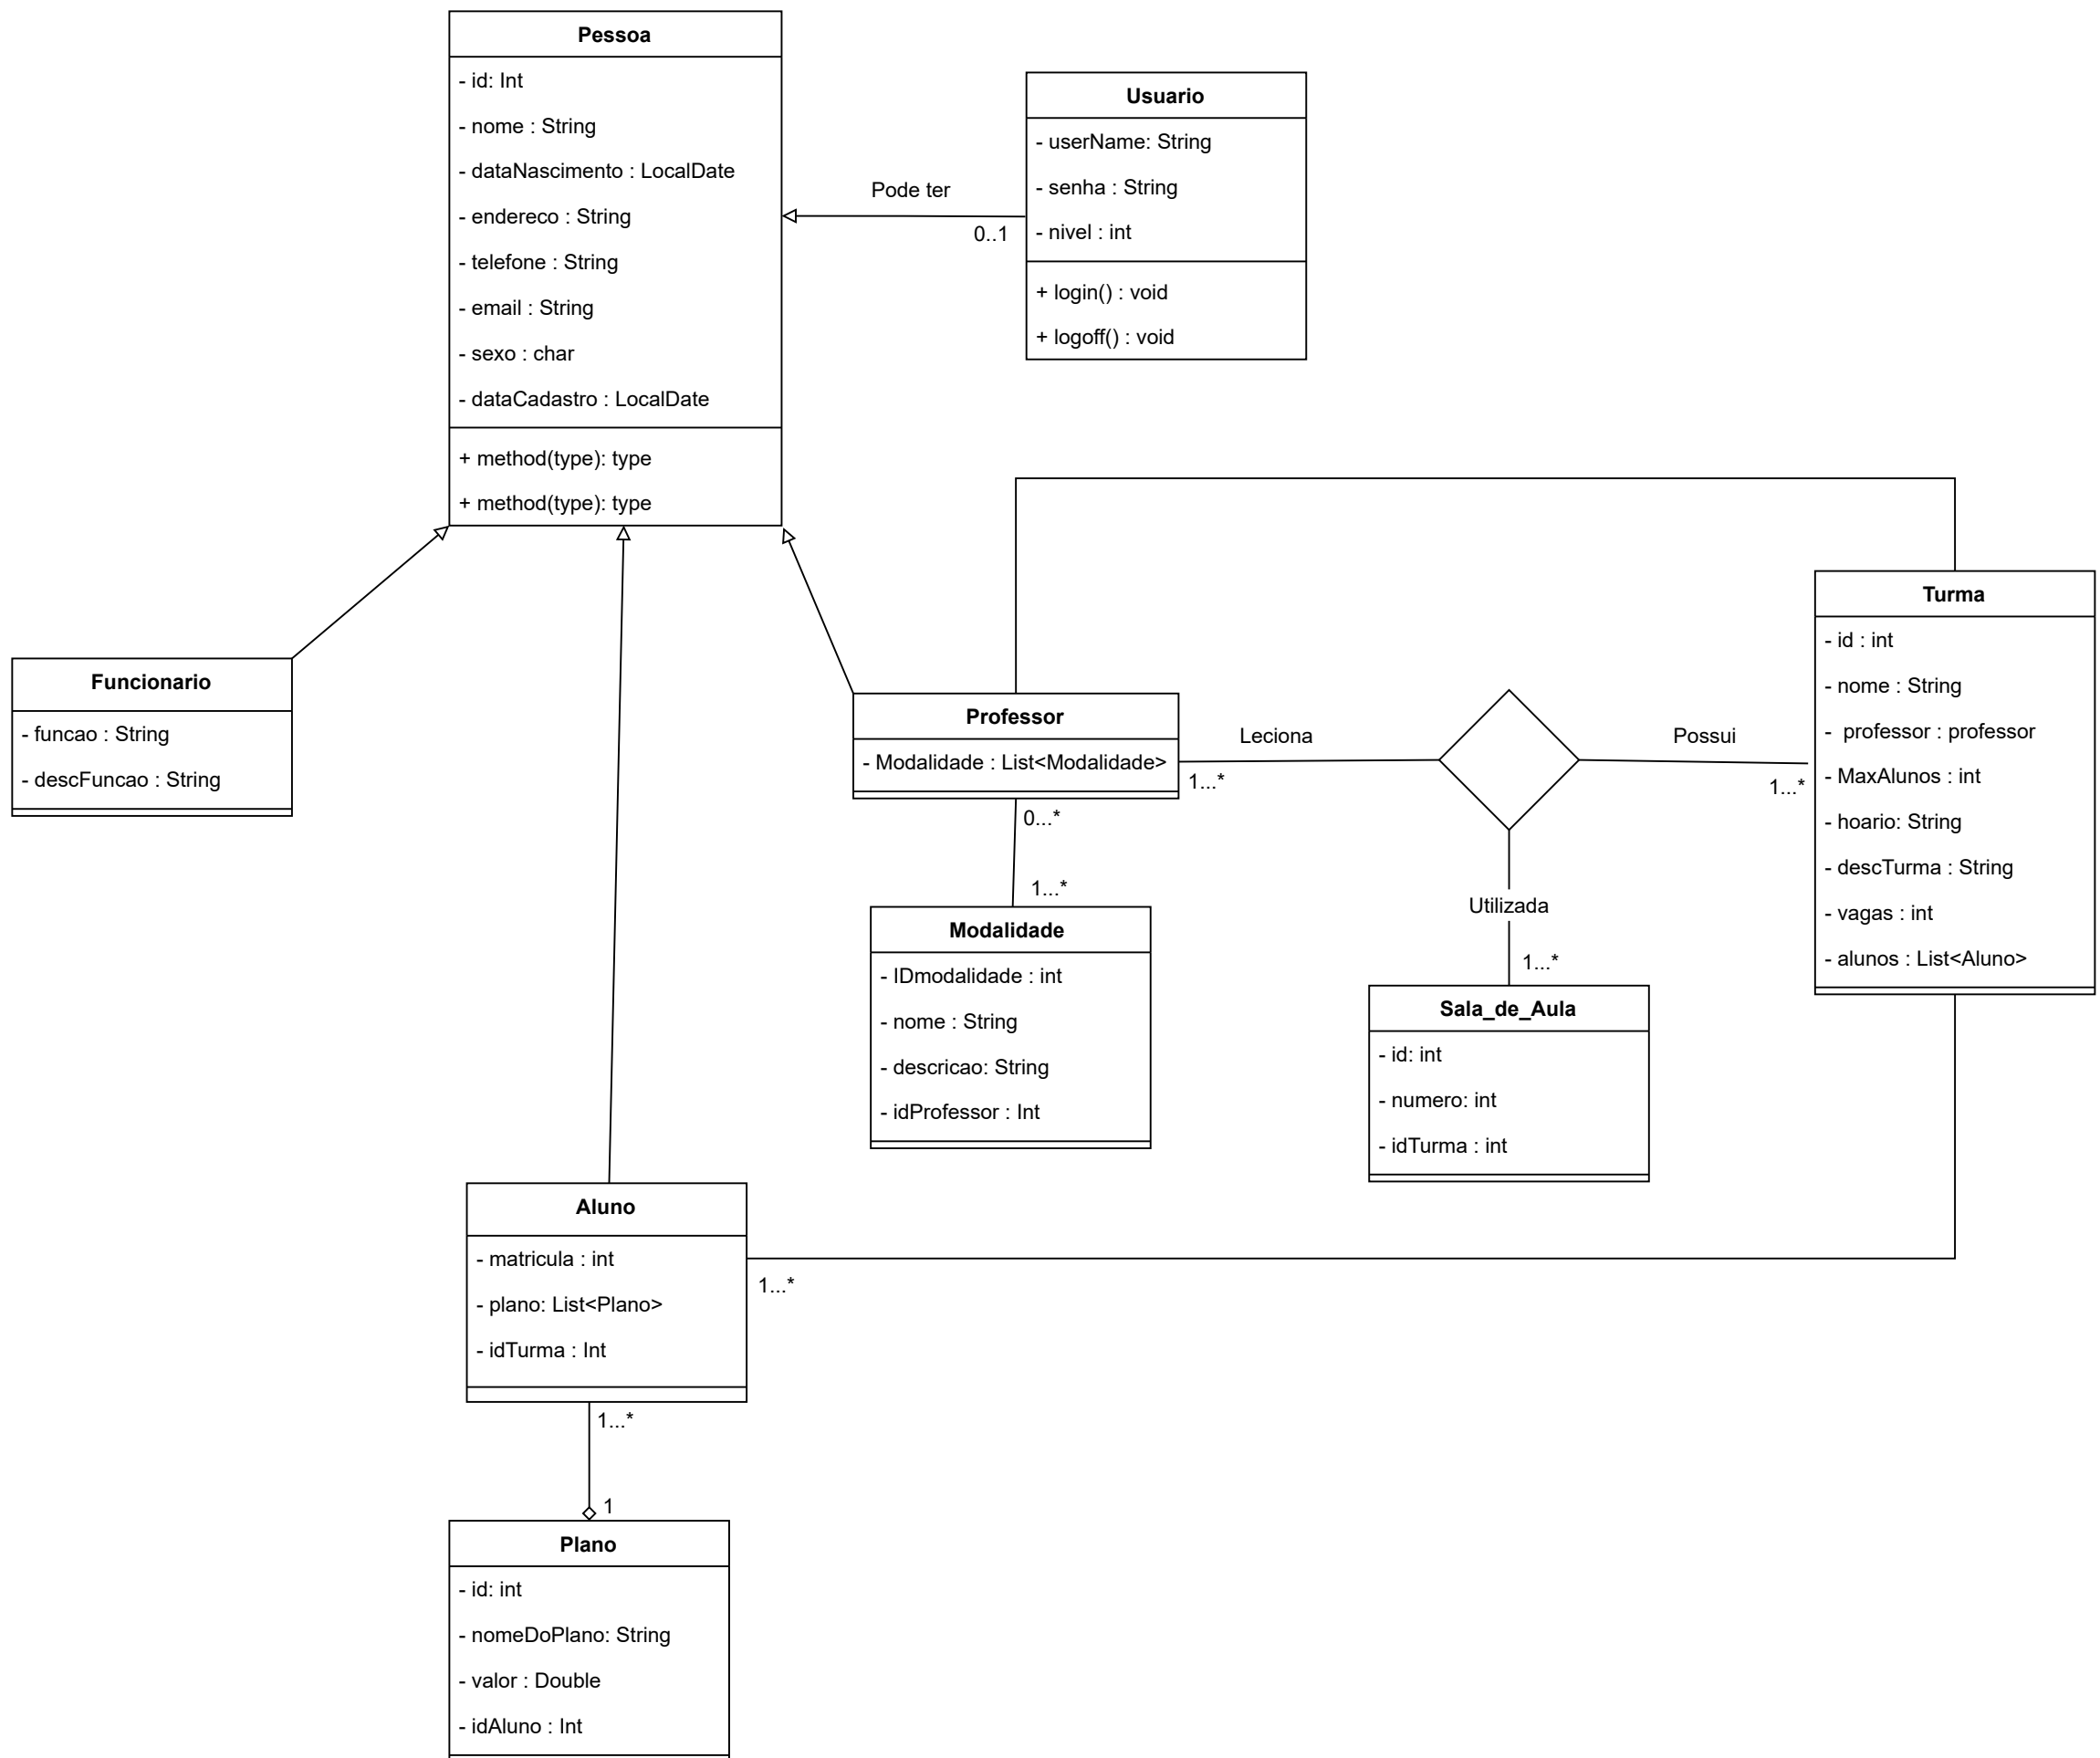 Pessoa
- id: Int
- nome : String
- dataNascimento : LocalDate
- endereco : String
- telefone : String
- email : String
- sexo : char
- dataCadastro : LocalDate
+ method(type): type
+ method(type): type
Pode ter
0..1
Usuario
- userName: String
- senha : String
- nivel : int
+ login() : void
+ logoff() : void
Funcionario
- funcao : String
- descFuncao : String
Professor
- Modalidade : List<Modalidade>
Leciona
1...*
Possui
1...*
Turma
- id : int
- nome : String
-  professor : professor
- MaxAlunos : int
- hoario: String
- descTurma : String
- vagas : int
- alunos : List<Aluno>
0...*
1...*
Modalidade
- IDmodalidade : int
- nome : String
- descricao: String
- idProfessor : Int
Utilizada
1...*
Sala_de_Aula
- id: int
- numero: int
- idTurma : int
Aluno
- matricula : int
- plano: List<Plano>
- idTurma : Int
1...*
1...*
1
Plano
- id: int
- nomeDoPlano: String
- valor : Double
- idAluno : Int